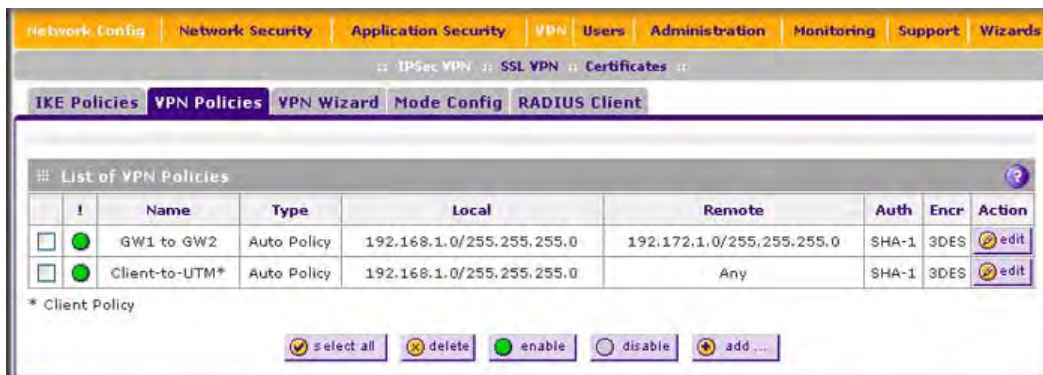 Network Config Network Security Application Security VPN Users Administration Monitoring Support Wizards
:: IPSec VPN :: SSL VPN :: Certificates ::
IKE Policies VPN Policies VPN Wizard Mode Config RADIUS Client
List of VPN Policies ?
! Name Type Local Remote Auth Encr Action
GW1 to GW2 Auto Policy 192.168.1.0/255.255.255.0 192.172.1.0/255.255.255.0 SHA-1 3DES edit
Client-to-UTM* Auto Policy 192.168.1.0/255.255.255.0 Any SHA-1 3DES edit
* Client Policy
select all delete enable disable add ...